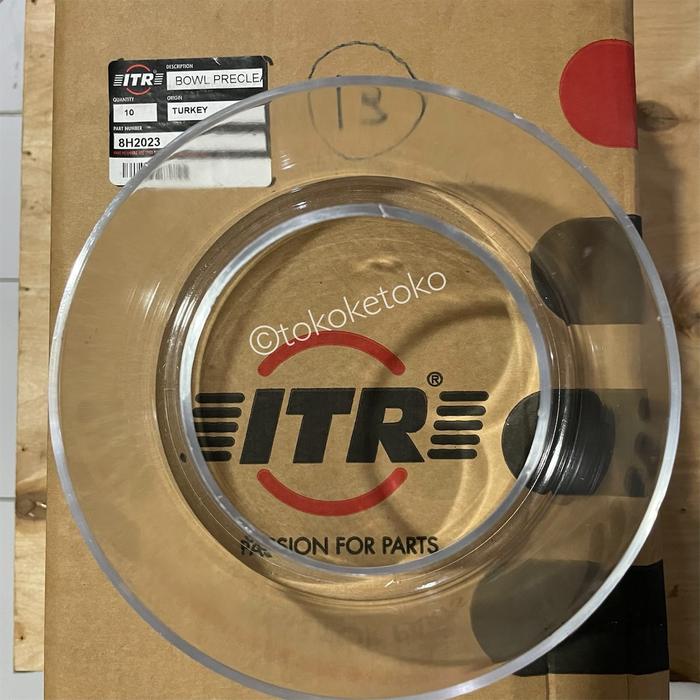 ITR
DESCRIPTION
BOWL PRECLEA
QUANTITY
ORIGIN
10
TURKEY
PART NUMBER
8H2023
13
©tokoketoko
ITR®
PASSION FOR PARTS